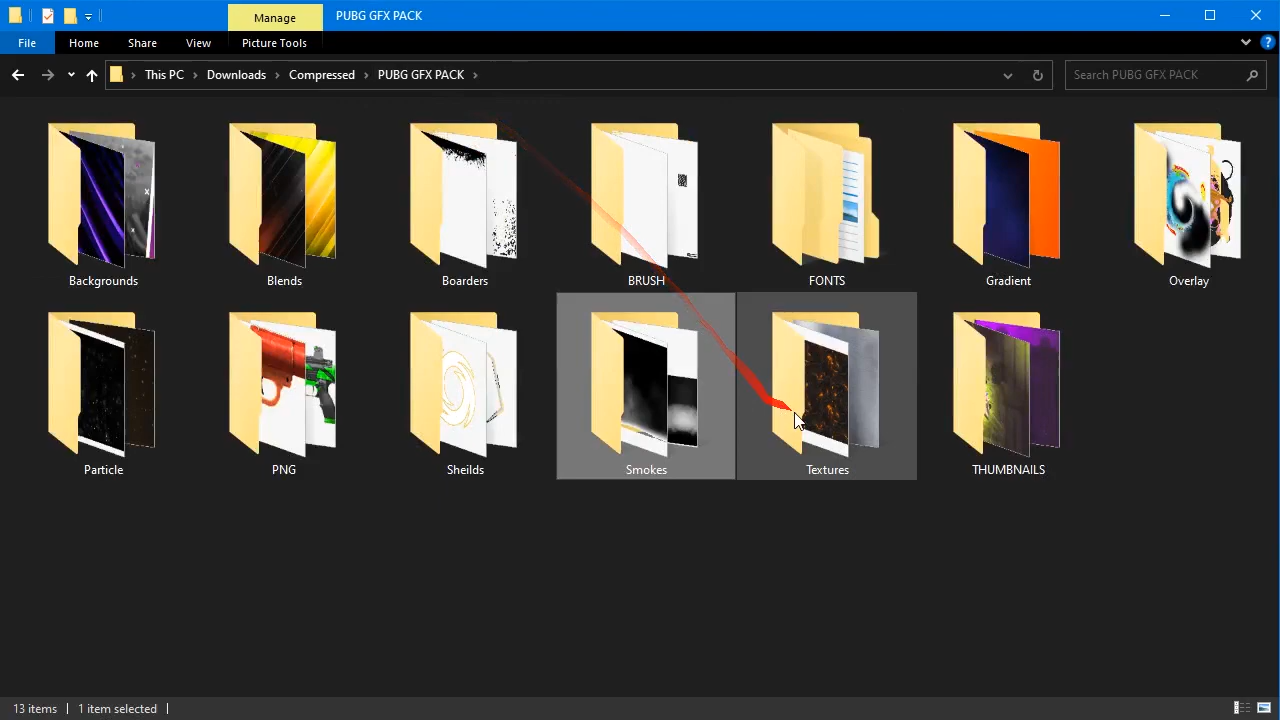 Manage
PUBG GFX PACK
File
Home
Share
View
Picture Tools
This PC
Downloads
Compressed
PUBG GFX PACK
Search PUBG GFX PACK
Backgrounds
Blends
Boarders
BRUSH
FONTS
Gradient
Overlay
Particle
PNG
Sheilds
Smokes
Textures
THUMBNAILS
13 items
1 item selected